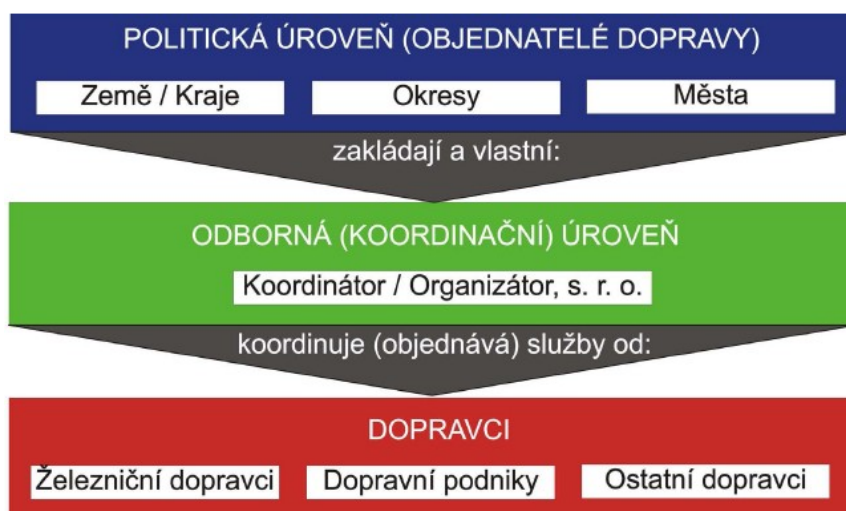 POLITICKÁ ÚROVEŇ (OBJEDNATELÉ DOPRAVY)
Země / Kraje Okresy Města
zakládají a vlastní:
ODBORNÁ (KOORDINAČNÍ) ÚROVEŇ
Koordinátor / Organizátor, s. r. o.
koordinuje (objednává) služby od:
DOPRAVCI
Železniční dopravci Dopravní podniky Ostatní dopravci